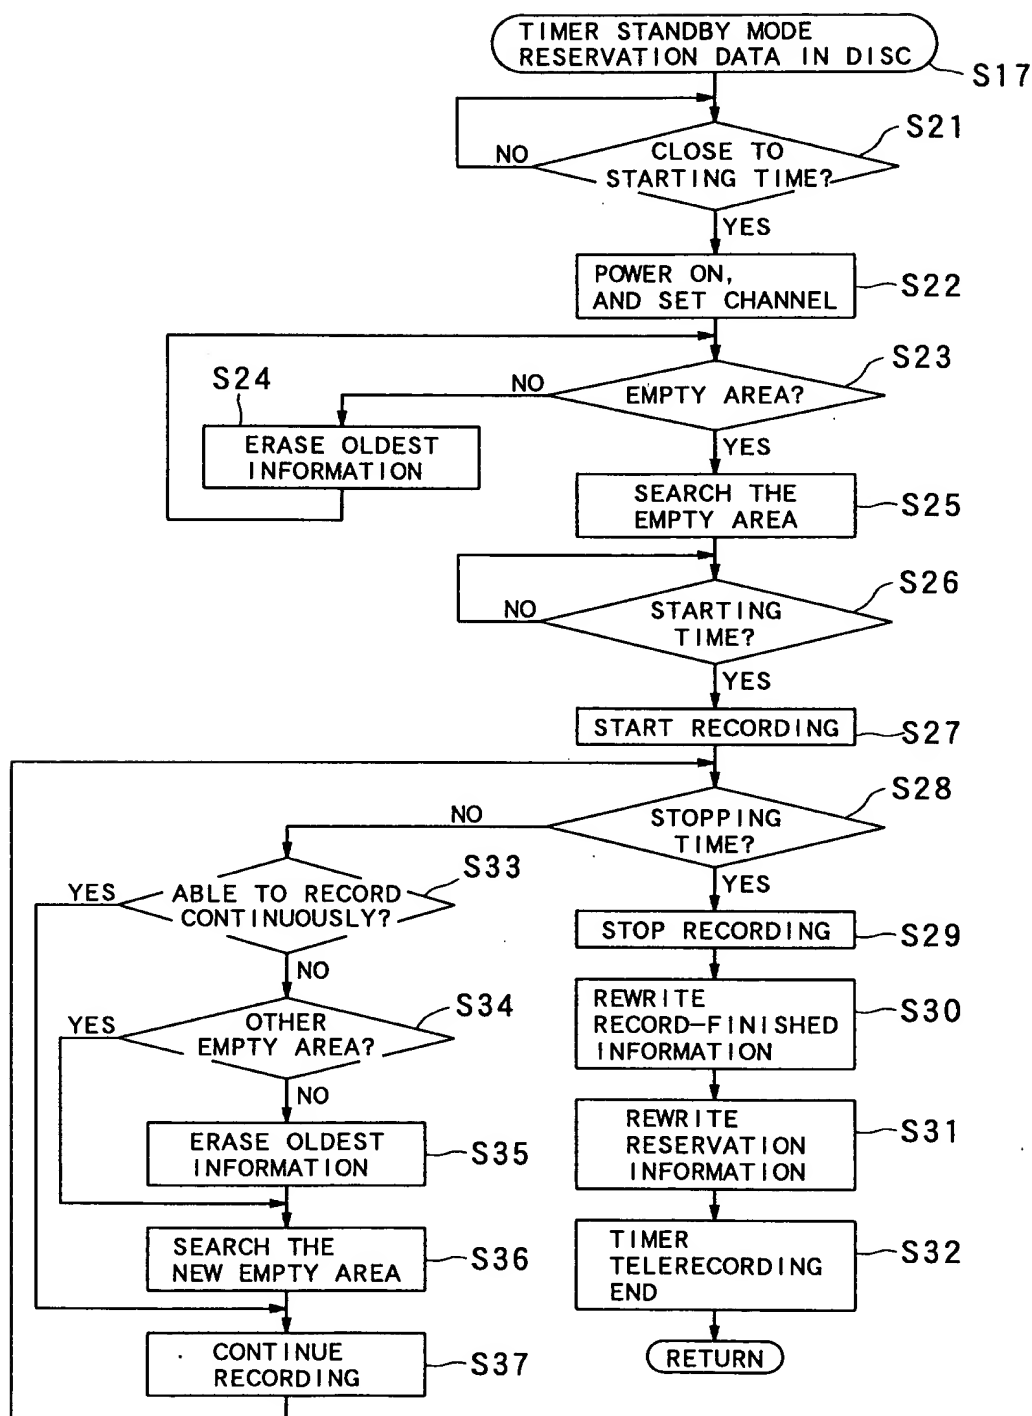 TIMER STANDBY MODE
RESERVATION DATA IN DISC
S17
S21
CLOSE TO
STARTING TIME?
NO
YES
POWER ON,
AND SET CHANNEL
S22
S23
S24
NO
EMPTY AREA?
ERASE OLDEST
INFORMATION
YES
SEARCH THE
EMPTY AREA
S25
S26
NO
STARTING
TIME?
YES
START RECORDING
S27
S28
NO
STOPPING
TIME?
YES
S33
YES
ABLE TO RECORD
CONTINUOUSLY?
NO
STOP RECORDING
S29
S34
YES
OTHER
EMPTY AREA?
NO
REWRITE
RECORD-FINISHED
INFORMATION
S30
ERASE OLDEST
INFORMATION
S35
REWRITE
RESERVATION
INFORMATION
S31
SEARCH THE
NEW EMPTY AREA
S36
TIMER
TELERECORDING
END
S32
CONTINUE
RECORDING
S37
RETURN